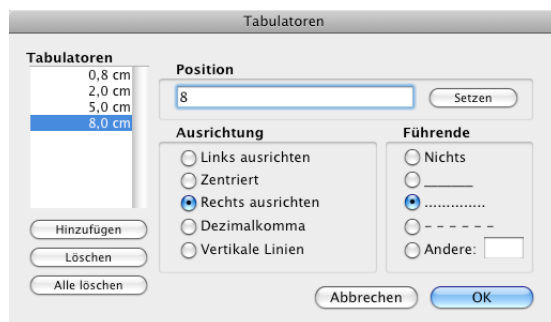 Tabulatoren
Tabulatoren
0,8 cm
2,0 cm
5,0 cm
8,0 cm
Hinzufügen
Löschen
Alle löschen
Position
8
Setzen
Ausrichtung
Links ausrichten
Zentriert
Rechts ausrichten
Dezimalkomma
Vertikale Linien
Führende
Nichts
_______
..............
- - - - - -
Andere:
Abbrechen
OK